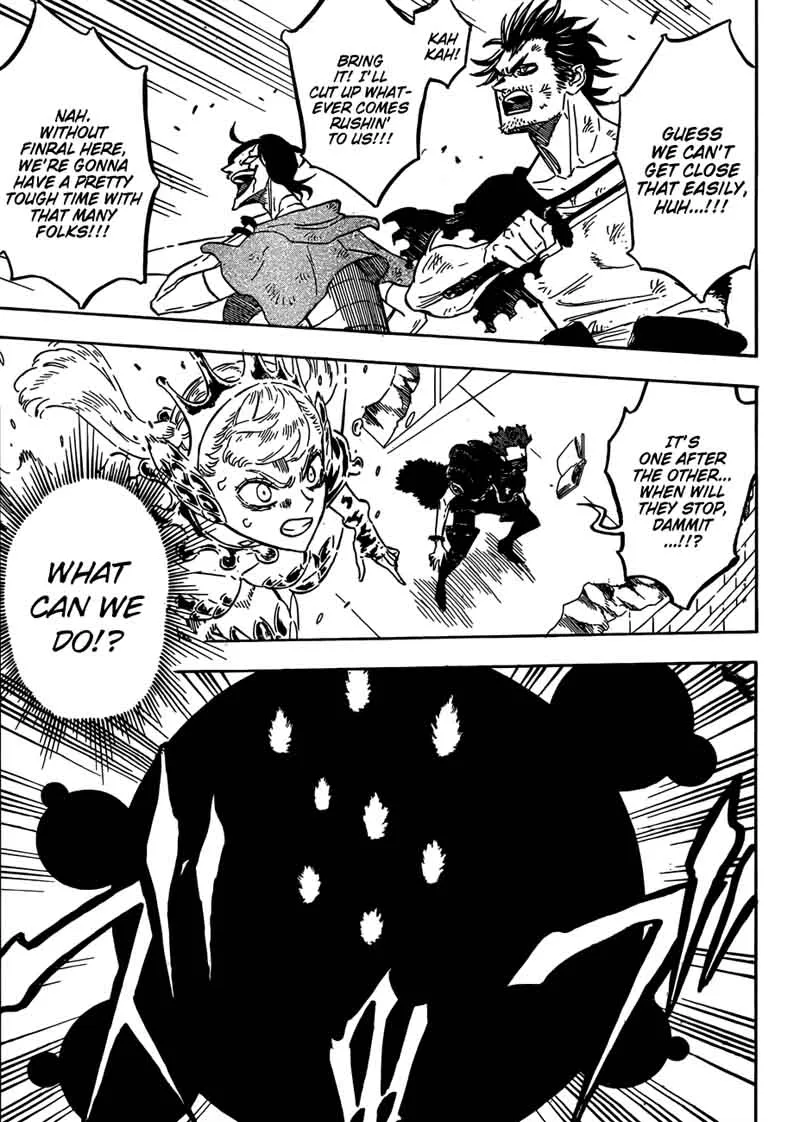 GUESS
WE CAN'T
GET CLOSE
THAT EASILY,
HUH...!!!
KAH
KAH!
BRING
IT! I'LL
CUT UP WHAT-
EVER COMES
RUSHIN'
TO US!!!
NAH.
WITHOUT
FINRAL HERE,
WE'RE GONNA
HAVE A PRETTY
TOUGH TIME WITH
THAT MANY
FOLKS!!!
IT'S
ONE AFTER
THE OTHER...
WHEN WILL
THEY STOP,
DAMMIT
...!!?
WHAT
CAN WE
DO!?